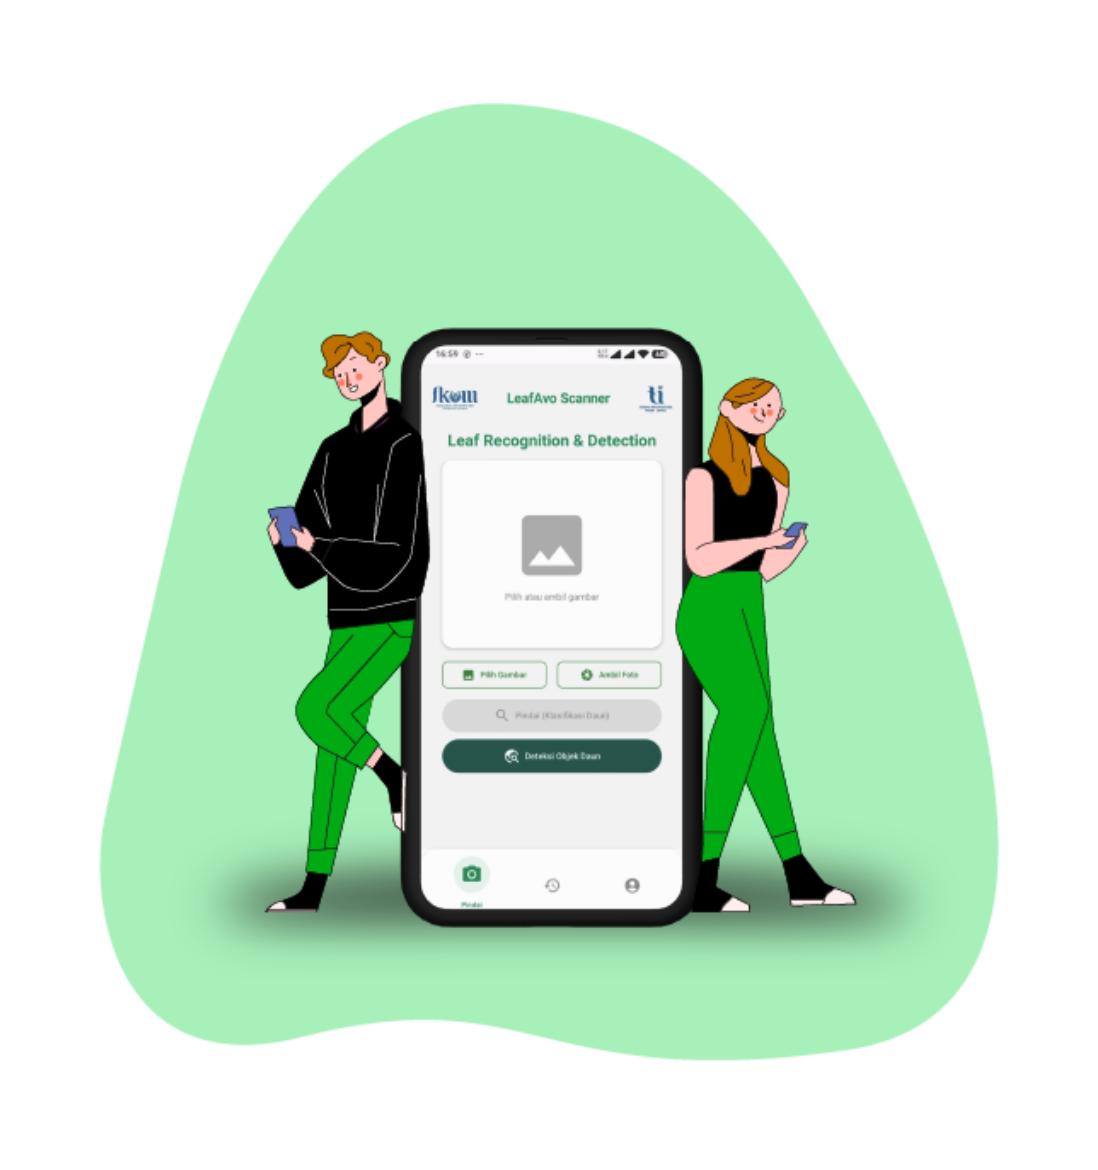 16:59
fkom
LeafAvo Scanner
ti
Leaf Recognition & Detection
Pilih atau ambil gambar
Pilih Gambar
Ambil Foto
Pindai (Klasifikasi Daun)
Deteksi Objek Daun
Pindai